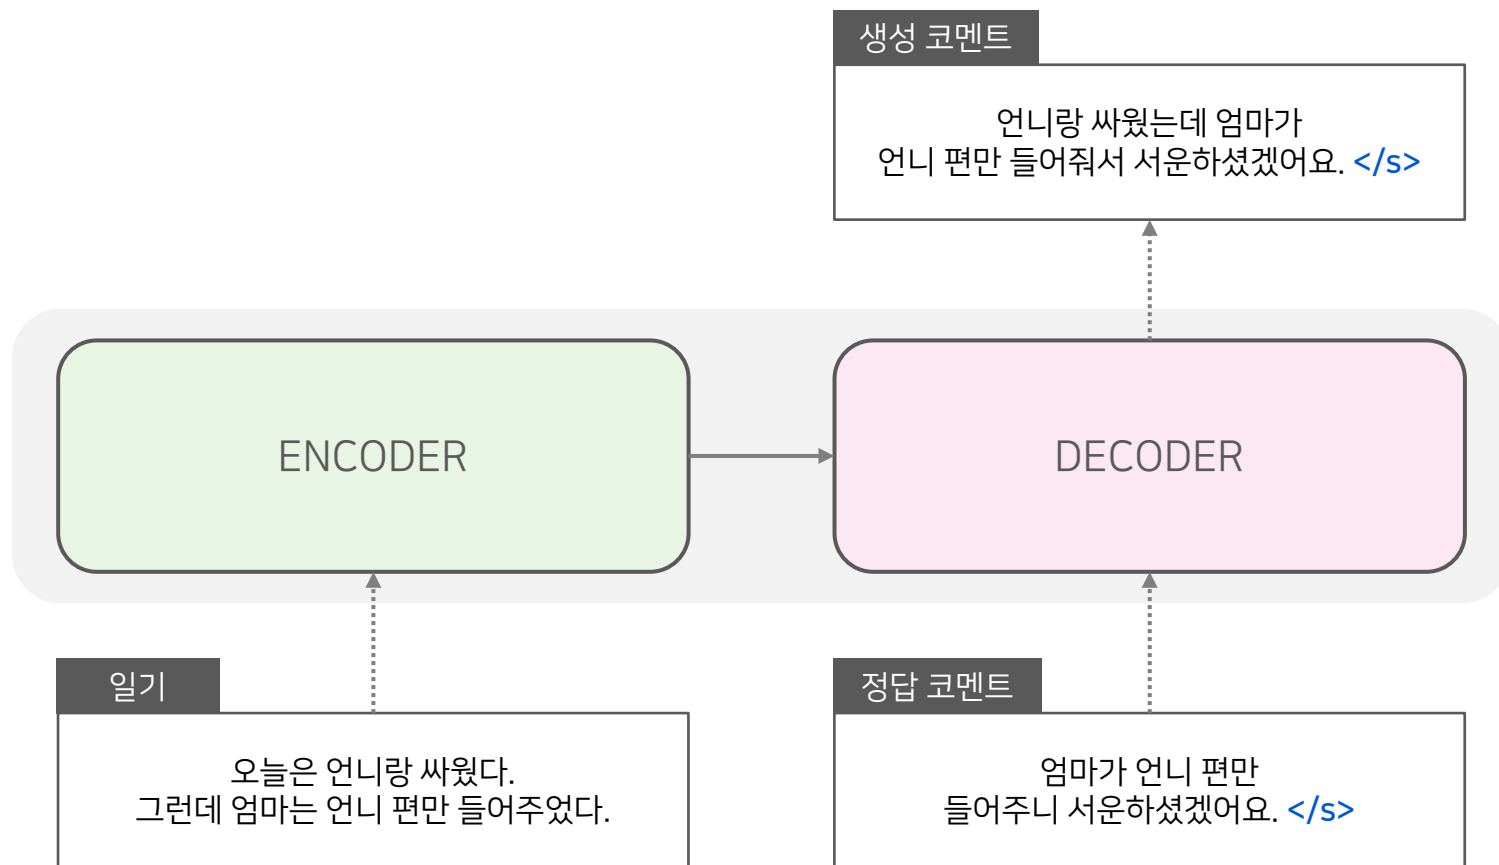 생성 코멘트
언니랑 싸웠는데 엄마가
언니 편만 들어줘서 서운하셨겠어요. </s>
ENCODER
DECODER
일기
오늘은 언니랑 싸웠다.
그런데 엄마는 언니 편만 들어주었다.
정답 코멘트
엄마가 언니 편만
들어주니 서운하셨겠어요. </s>